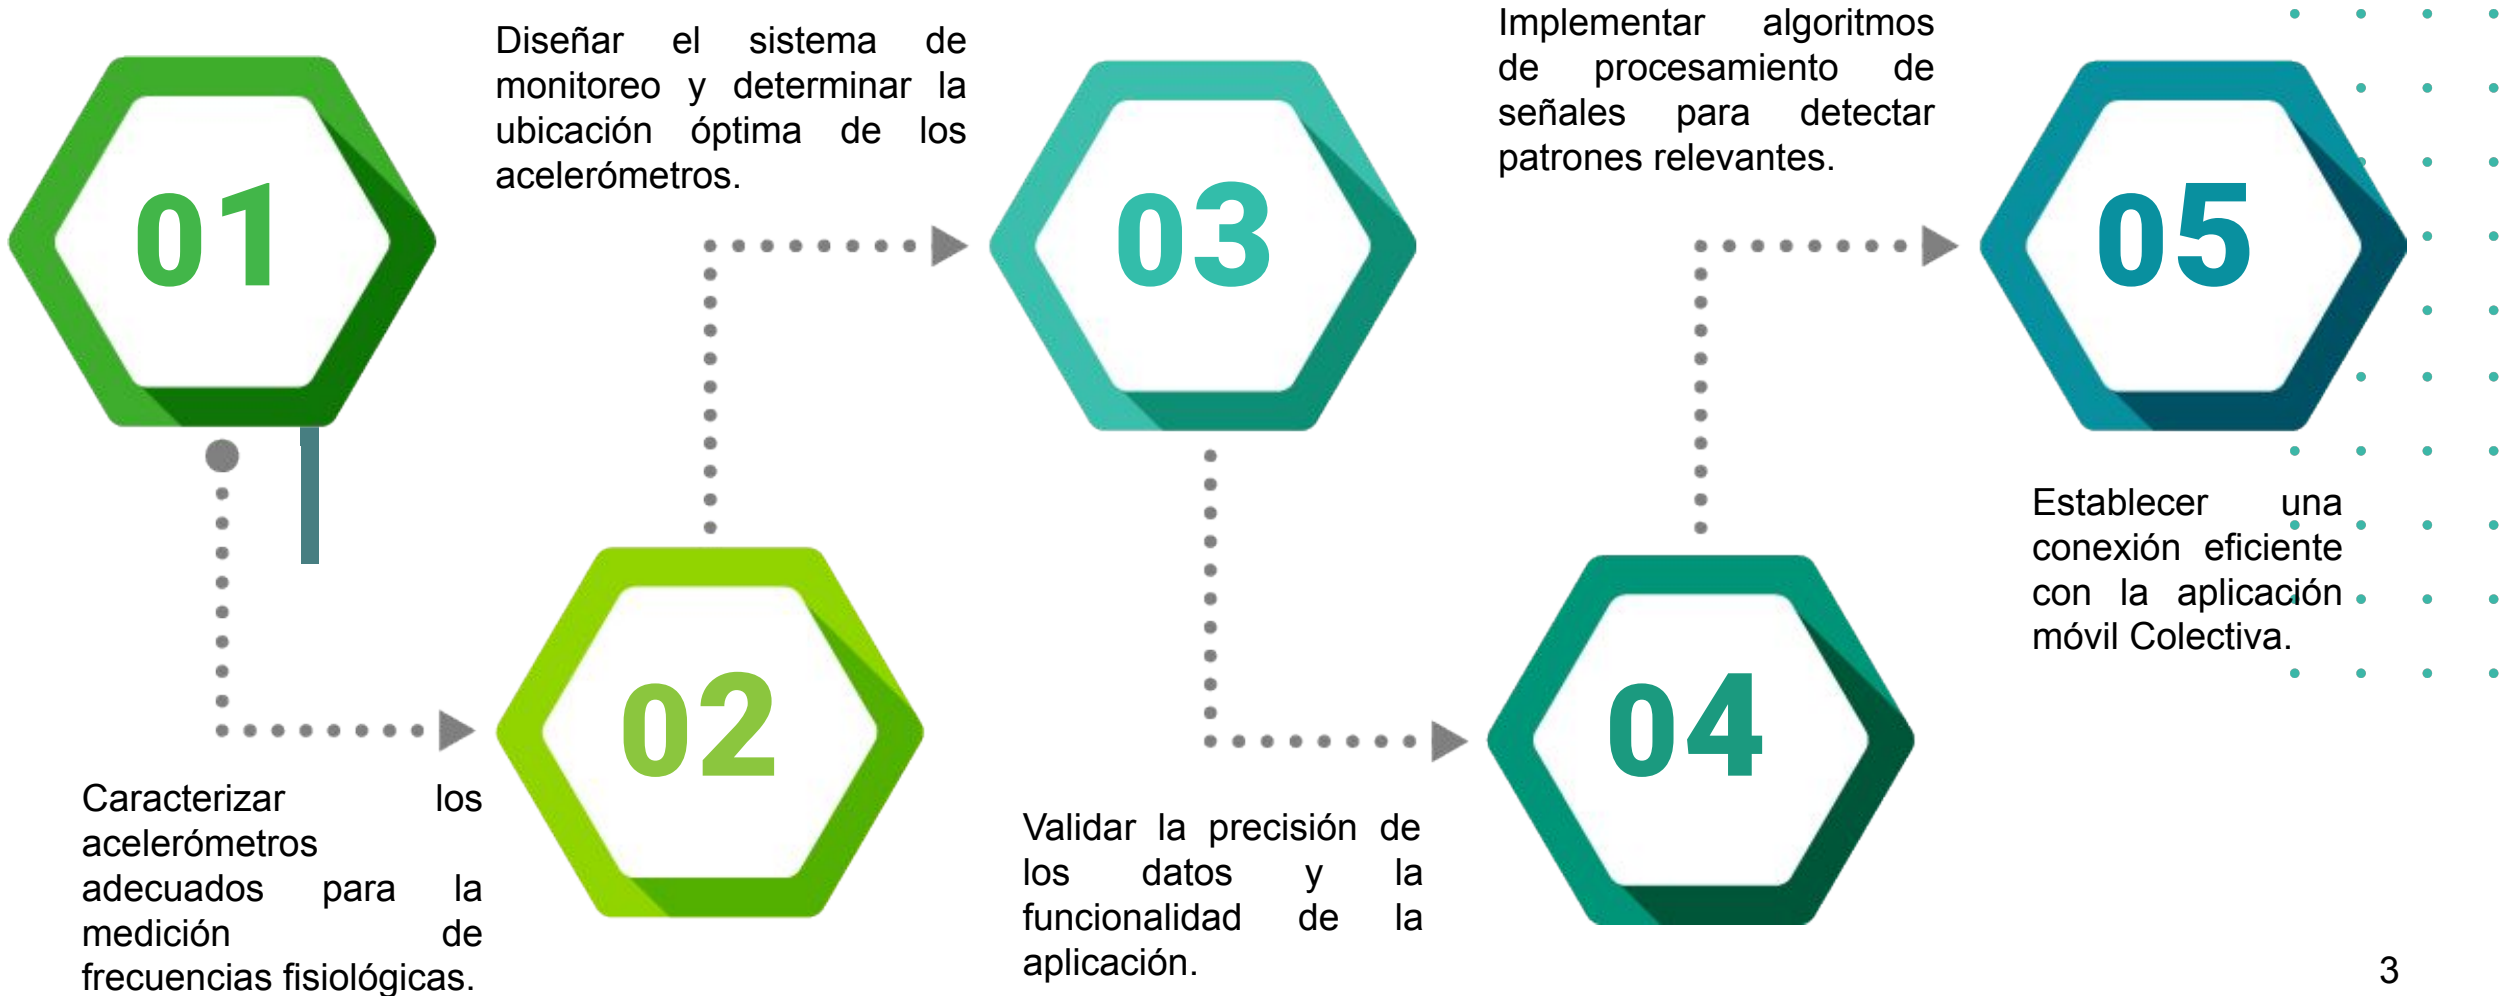 01
Caracterizar los
acelerómetros
adecuados para la
medición de
frecuencias fisiológicas.
Diseñar el sistema de
monitoreo y determinar la
ubicación óptima de los
acelerómetros.
02
03
Validar la precisión de
los datos y la
funcionalidad de la
aplicación.
Implementar algoritmos
de procesamiento de
señales para detectar
patrones relevantes.
04
05
Establecer una
conexión eficiente
con la aplicación
móvil Colectiva.
3